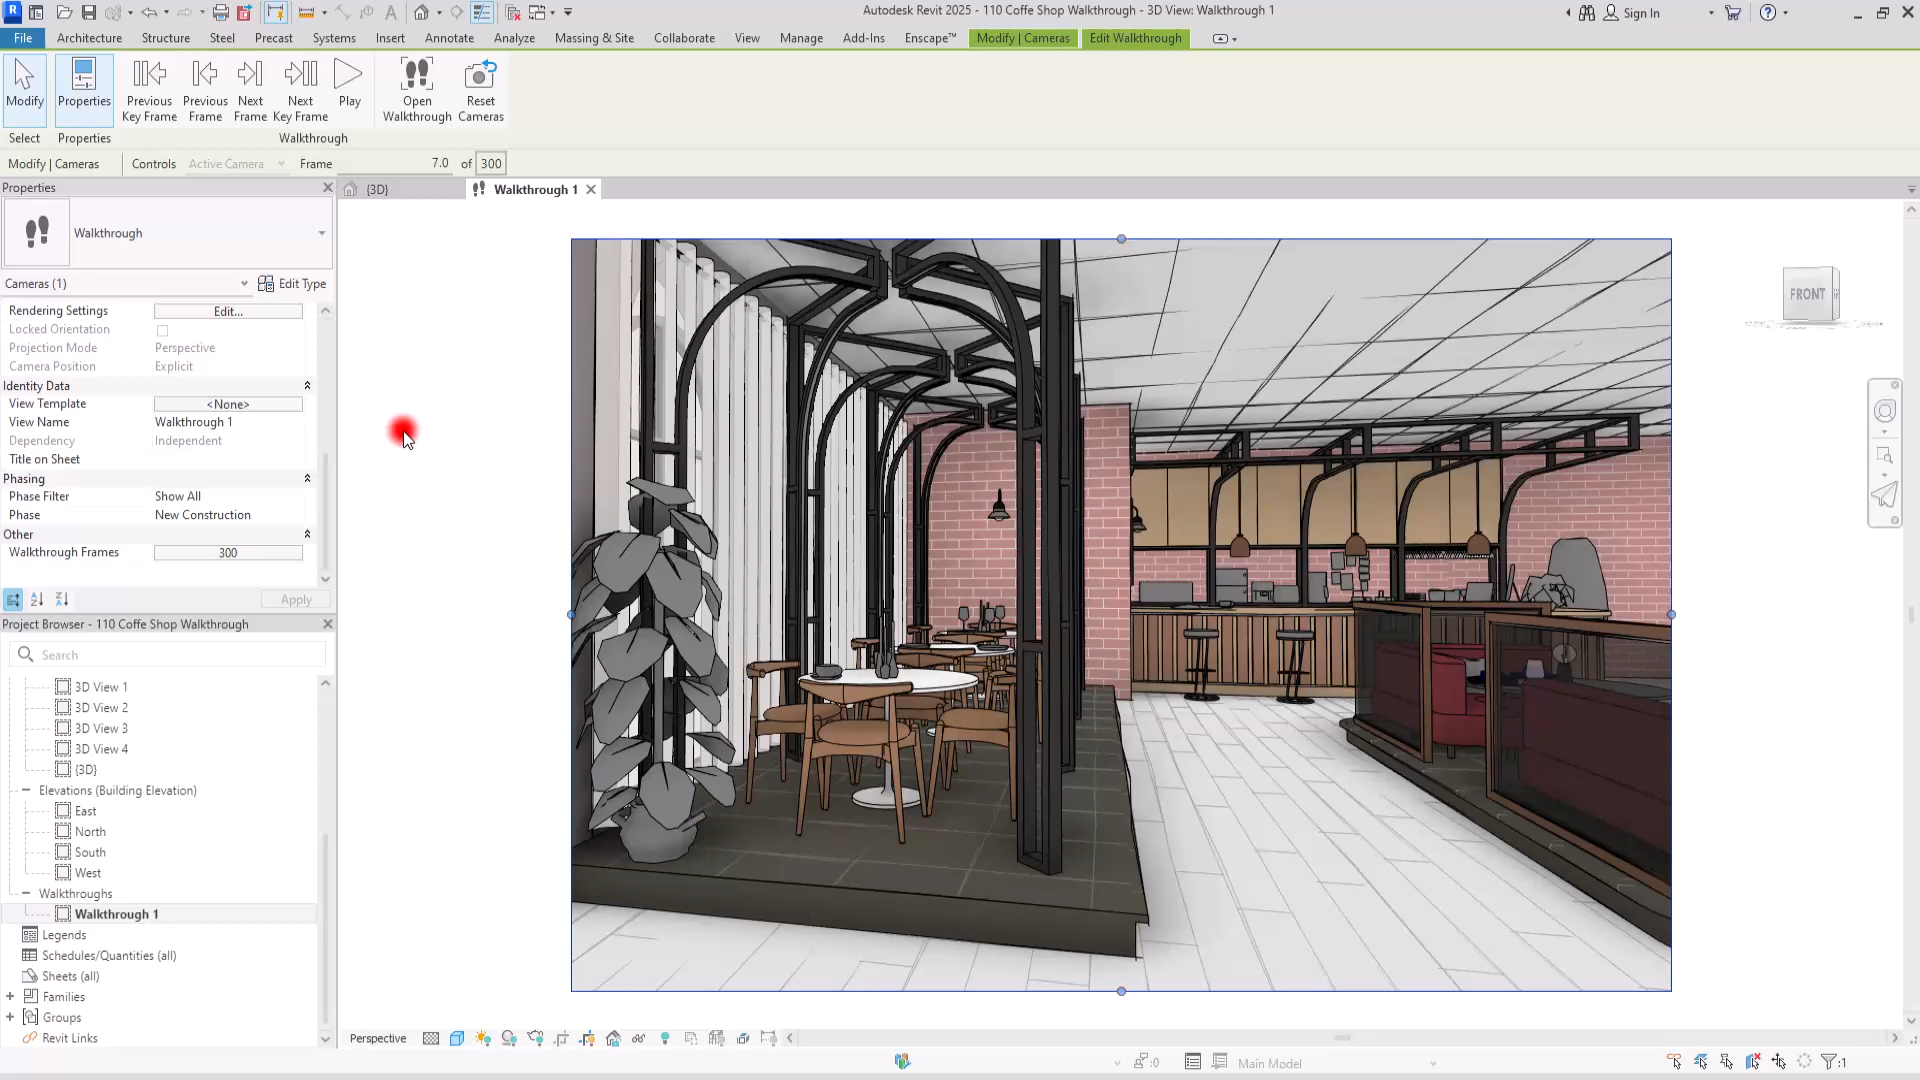 Autodesk Revit 2025 - 110 Coffe Shop Walkthrough - 3D View: Walkthrough 1
Sign In
File Architecture Structure Steel Precast Systems Insert Annotate Analyze Massing & Site Collaborate View Manage Add-Ins Enscape™ Modify | Cameras Edit Walkthrough
Modify Properties Previous Key Frame Previous Frame Next Frame Next Key Frame Play Open Walkthrough Reset Cameras
Select Properties Walkthrough
Modify | Cameras Controls Active Camera Frame 7.0 of 300
Properties
{3D} Walkthrough 1
Walkthrough
Cameras (1) Edit Type
Rendering Settings Edit...
Locked Orientation
Projection Mode Perspective
Camera Position Explicit
Identity Data
View Template <None>
View Name Walkthrough 1
Dependency Independent
Title on Sheet
Phasing
Phase Filter Show All
Phase New Construction
Other
Walkthrough Frames 300
Apply
FRONT
Project Browser - 110 Coffe Shop Walkthrough
Search
3D View 1
3D View 2
3D View 3
3D View 4
{3D}
Elevations (Building Elevation)
East
North
South
West
Walkthroughs
Walkthrough 1
Legends
Schedules/Quantities (all)
Sheets (all)
Families
Groups
Revit Links
Perspective
:0 Main Model :1